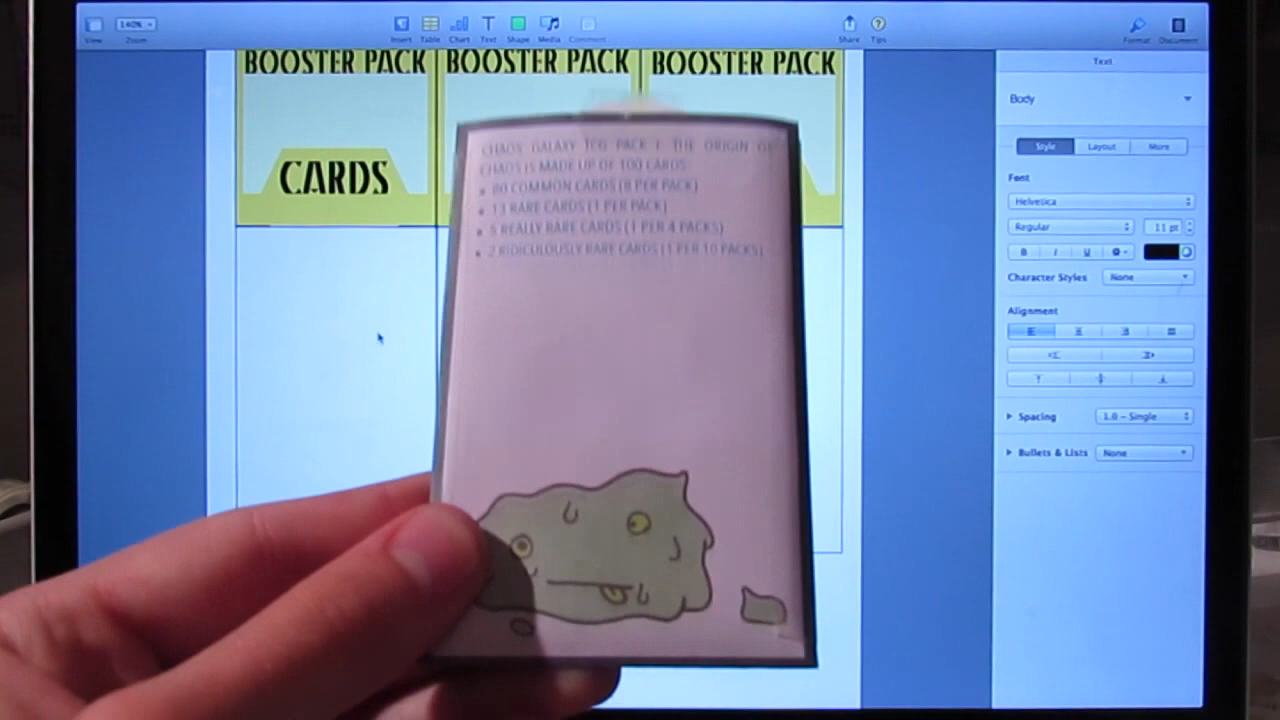 140%
View
Zoom
Insert
Table
Chart
Text
Shape
Media
Comment
Share
Tips
Format
Document
BOOSTER PACK BOOSTER PACK BOOSTER PACK
CARDS
CHAOS GALAXY TCG PACK 1 THE ORIGIN OF
CHAOS IS MADE UP OF 100 CARDS:
• 80 COMMON CARDS (8 PER PACK)
• 13 RARE CARDS (1 PER PACK)
• 5 REALLY RARE CARDS (1 PER 4 PACKS)
• 2 RIDICULOUSLY RARE CARDS (1 PER 10 PACKS)
Text
Body
Style Layout More
Font
Helvetica
Regular 11 pt
B I U
Character Styles None
Alignment
Spacing 1.0 – Single
Bullets & Lists None